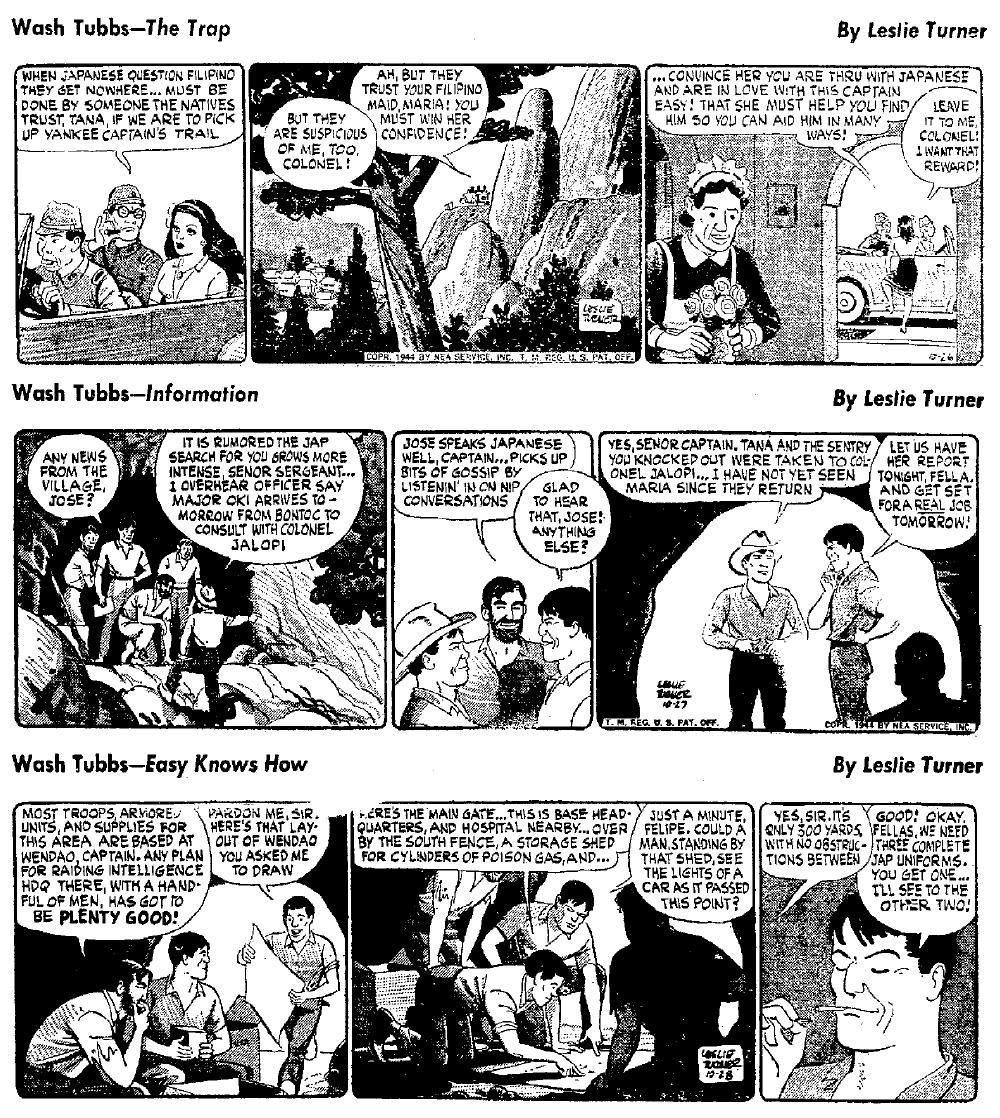 Wash Tubbs—The Trap
By Leslie Turner
WHEN JAPANESE QUESTION FILIPINO
THEY GET NOWHERE... MUST BE
DONE BY SOMEONE THE NATIVES
TRUST, TANA, IF WE ARE TO PICK
UP YANKEE CAPTAIN'S TRAIL
BUT THEY
ARE SUSPICIOUS
OF ME, TOO,
COLONEL!
AH, BUT THEY
TRUST YOUR FILIPINO
MAID, MARIA! YOU
MUST WIN HER
CONFIDENCE!
LESLIE
TURNER
COPR. 1944 BY NEA SERVICE, INC. T. M. REG. U. S. PAT. OFF.
...CONVINCE HER YOU ARE THRU WITH JAPANESE
AND ARE IN LOVE WITH THIS CAPTAIN
EASY! THAT SHE MUST HELP YOU FIND
HIM SO YOU CAN AID HIM IN MANY
WAYS!
LEAVE
IT TO ME,
COLONEL!
I WANT THAT
REWARD!
10-26
Wash Tubbs—Information
By Leslie Turner
ANY NEWS
FROM THE
VILLAGE,
JOSE?
IT IS RUMORED THE JAP
SEARCH FOR YOU GROWS MORE
INTENSE, SENOR SERGEANT...
I OVERHEAR OFFICER SAY
MAJOR OKI ARRIVES TO-
MORROW FROM BONTOC TO
CONSULT WITH COLONEL
JALOPI
JOSE SPEAKS JAPANESE
WELL, CAPTAIN... PICKS UP
BITS OF GOSSIP BY
LISTENIN' IN ON NIP
CONVERSATIONS
GLAD
TO HEAR
THAT, JOSE!
ANYTHING
ELSE?
YES, SENOR CAPTAIN. TANA AND THE SENTRY
YOU KNOCKED OUT WERE TAKEN TO COL-
ONEL JALOPI... I HAVE NOT YET SEEN
MARIA SINCE THEY RETURN
LET US HAVE
HER REPORT
TONIGHT, FELLA.
AND GET SET
FOR A REAL JOB
TOMORROW!
LESLIE
TURNER
10-27
T. M. REG. U. S. PAT. OFF.
COPR. 1944 BY NEA SERVICE, INC.
Wash Tubbs—Easy Knows How
By Leslie Turner
MOST TROOPS, ARMORED
UNITS, AND SUPPLIES FOR
THIS AREA ARE BASED AT
WENDAO, CAPTAIN. ANY PLAN
FOR RAIDING INTELLIGENCE
HDQ THERE, WITH A HAND-
FUL OF MEN, HAS GOT TO
BE PLENTY GOOD!
PARDON ME, SIR.
HERE'S THAT LAY-
OUT OF WENDAO
YOU ASKED ME
TO DRAW
HERE'S THE MAIN GATE... THIS IS BASE HEAD-
QUARTERS, AND HOSPITAL NEARBY... OVER
BY THE SOUTH FENCE, A STORAGE SHED
FOR CYLINDERS OF POISON GAS, AND...
JUST A MINUTE,
FELIPE. COULD A
MAN, STANDING BY
THAT SHED, SEE
THE LIGHTS OF A
CAR AS IT PASSED
THIS POINT?
LESLIE
TURNER
10-28
YES, SIR. IT'S
ONLY 300 YARDS,
WITH NO OBSTRUC-
TIONS BETWEEN
GOOD! OKAY,
FELLAS, WE NEED
THREE COMPLETE
JAP UNIFORMS.
YOU GET ONE...
I'LL SEE TO THE
OTHER TWO!